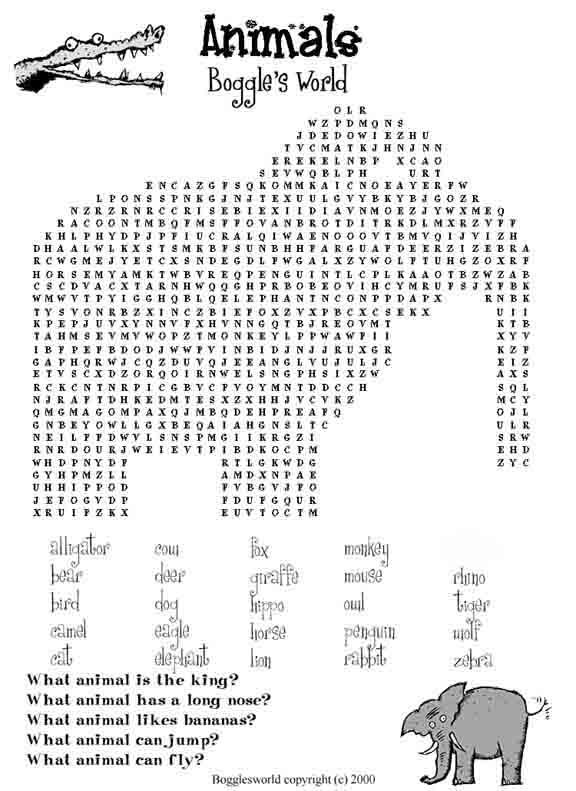 Animals
Boggle's World
O L R
W Z P D M Q N S
J D E D O W I E Z H U
T V C M A T K J H N J N N
E R E K E L N B P X C A O
S E V W Q B L P H U R T
E N C A Z G F S Q K O M M K A I C N O E A Y E R F W
L P O N S S P N K G J N J T E X U U L G V Y B K Y B J G O Z R
N Z R Z R N R C C R I S E B I E X I I D I A V N M O E Z J Y W X M E Q
R A C O O N T M B Q F M S F F O V A N B R O T D I T R K D L M X R Z V F F
K H L P H Y D P J P F I U C R A L Q I W A E N G O O V T B M V Q I J V I Z H
D H A A L W L K X S T S M K B F S U N B H H F A R G U A F D E E R Z I Z E B R A
R C W G M E J Y E T C X S N D E G D L F W G A L X Z Y W O L F T U H G Z O X R F
H O R S E M Y A M K T W B V R E Q P E N G U I N T L C P L K A A O T B Z W Z A B
C S C D V A C X T A R N H W Q Q G H P R B O B E O V I H C Y M R U F S J X F B K
W M W V T P Y I G G H Q B L Q E L E P H A N T N C O N P P D A P X R N B K
T Y S V O N R B Z X I N C Z B I E F O X Z V X P B C X C S E K X U I I
K P E P J U V X Y N N V F X H V N N G Q T B J R E O V M T K T B
T A H M S E V M V W O P Z T M O N K E Y L P P W A W F I I X Y V
I B F P E F B D O D J W W P V I N B I D J N J J R U X G R K Z F
G A P H Q R W J C Q Z D U V Q J E E A N G L V U J U L J C E I Z
E T V S C X D Z O R Q O I R N W E L S N G P H S I X Z W A X S
R C K C N T N R P I C G B V C F V O Y M N T D D C C H S Q L
N J R A F T D H K E D M T E S X Z X H H J V C V K Z M C Y
Q M G M A G O M P A X Q J M B Q D E H P R E A F Q O J L
G N B E Y O W L L G X B E Q A I A H G N S L T C U L R
N E I L F F D W V L S N S P M G I I K R G Z I S R W
R N R D O U R J W E I E V T P I B D K O C P M E H D
W H D P N Y D F R T L G K W D G Z Y C
G Y H P M Z L L A M D X N P A E
U H H I P P O D F V B G V J F O
J E F O G V D P F D U F G Q U R
X R U I F Z K X E U V T O C T M
alligator cow fox monkey
bear deer giraffe mouse rhino
bird dog hippo owl tiger
camel eagle horse penguin wolf
cat elephant lion rabbit zebra
What animal is the king?
What animal has a long nose?
What animal likes bananas?
What animal can jump?
What animal can fly?
Bogglesworld copyright (c) 2000